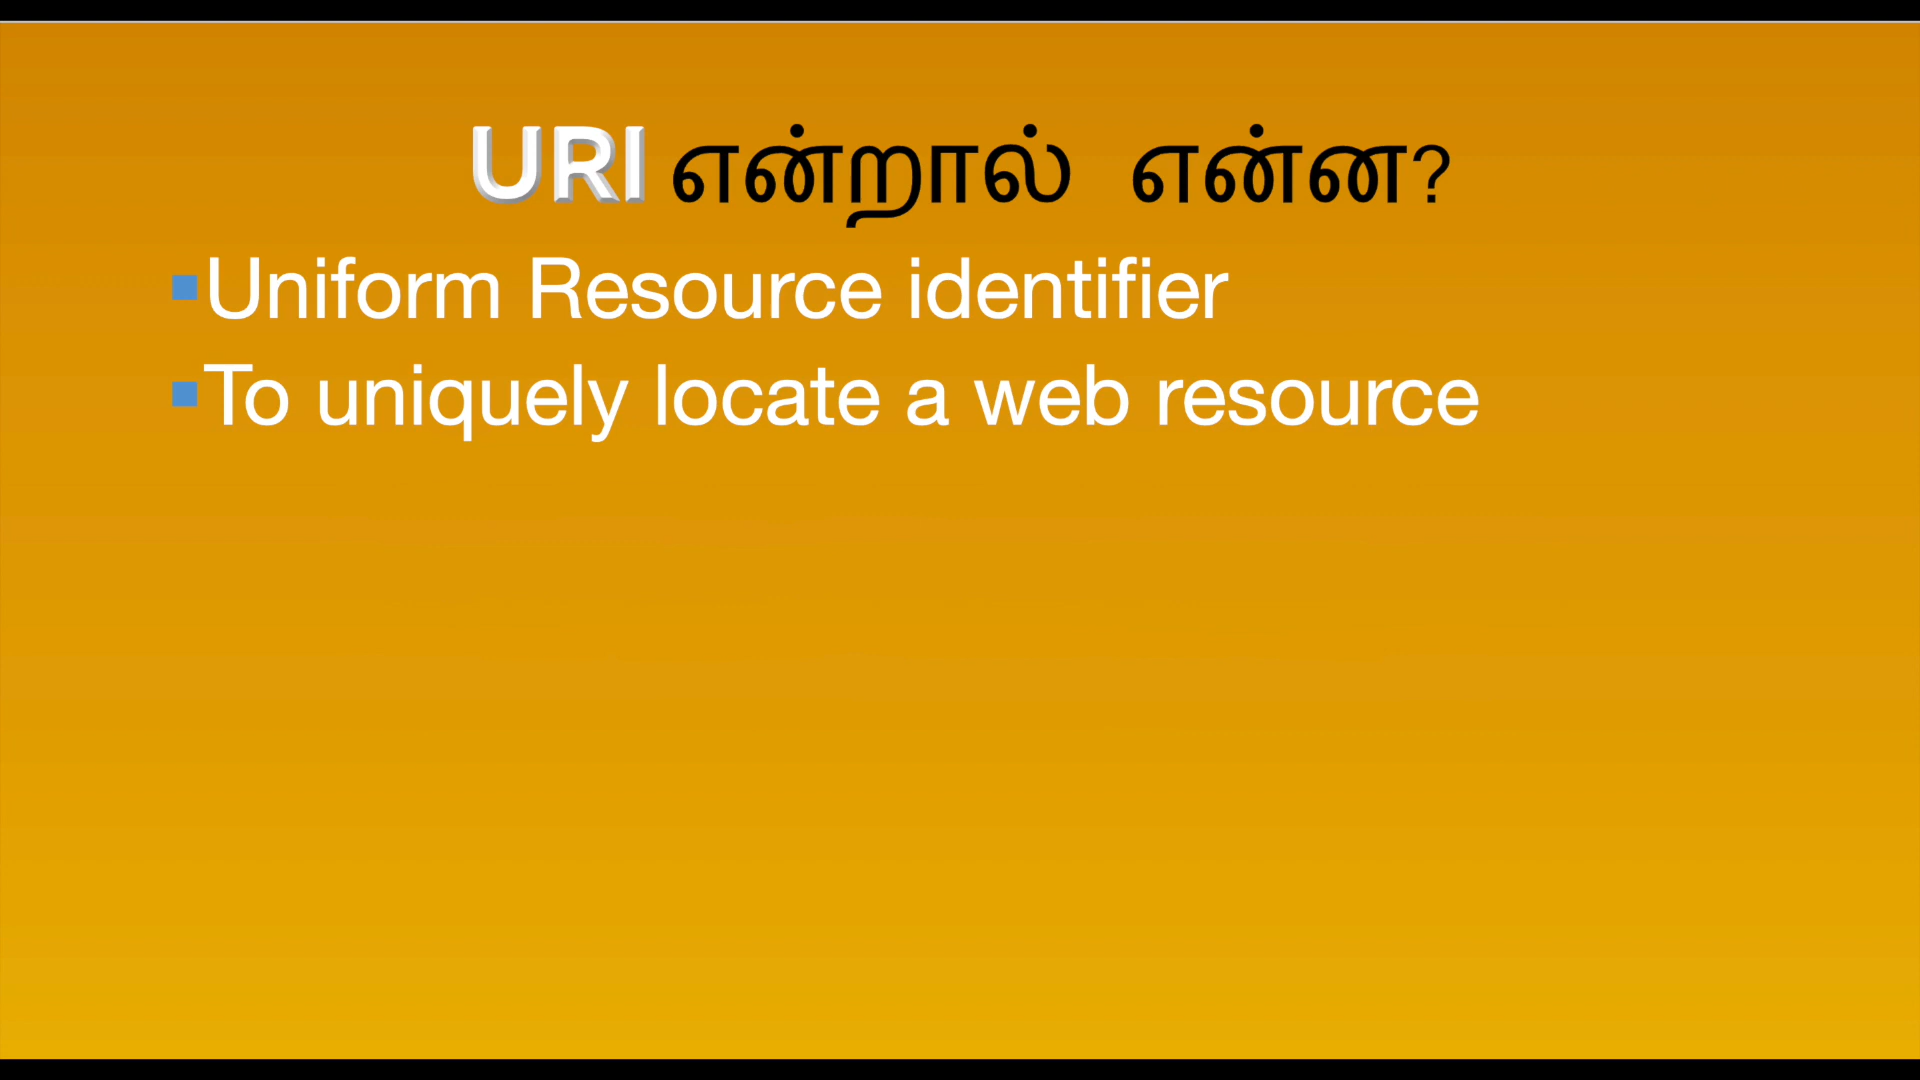 URI என்றால் என்ன?
Uniform Resource identifier
To uniquely locate a web resource